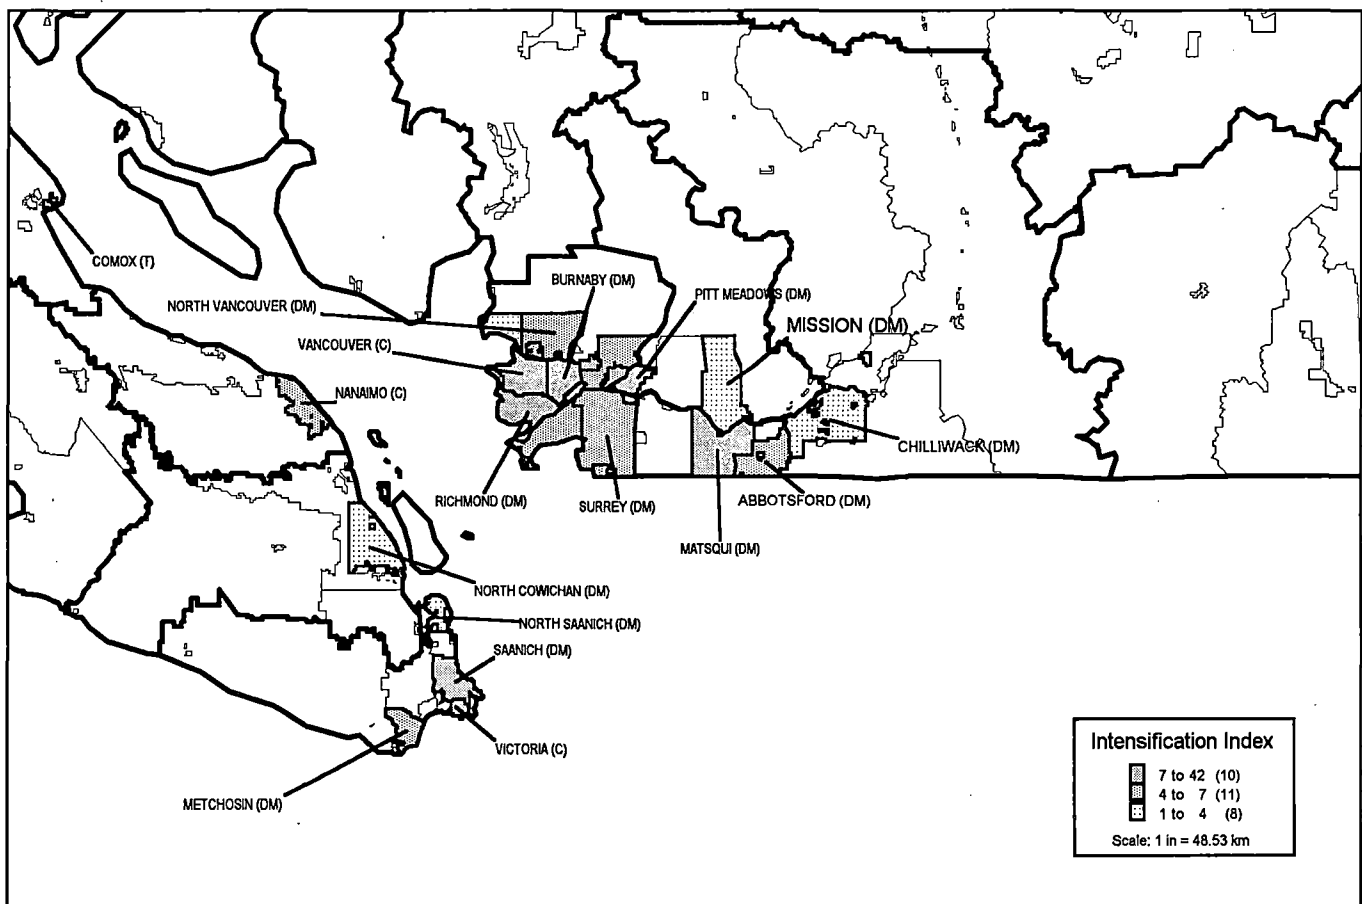 COMOX (T)
BURNABY (DM)
NORTH VANCOUVER (DM)
PITT MEADOWS (DM)
MISSION (DM)
VANCOUVER (C)
NANAIMO (C)
CHILLIWACK (DM)
RICHMOND (DM)
SURREY (DM)
ABBOTSFORD (DM)
MATSQUI (DM)
NORTH COWICHAN (DM)
NORTH SAANICH (DM)
SAANICH (DM)
VICTORIA (C)
METCHOSIN (DM)
Intensification Index
7 to 42 (10)
4 to 7 (11)
1 to 4 (8)
Scale: 1 in = 48.53 km